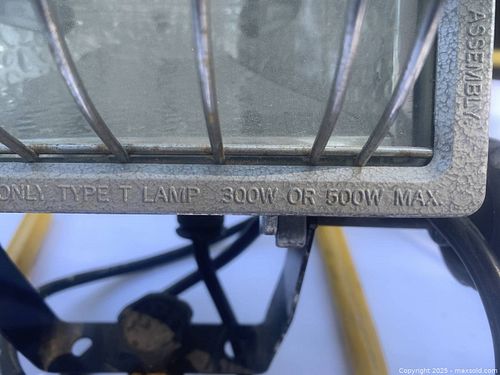 ASSEMBLY.
ONLY TYPE T LAMP 300W OR 500W MAX.
Copyright 2025 - maxsold.com